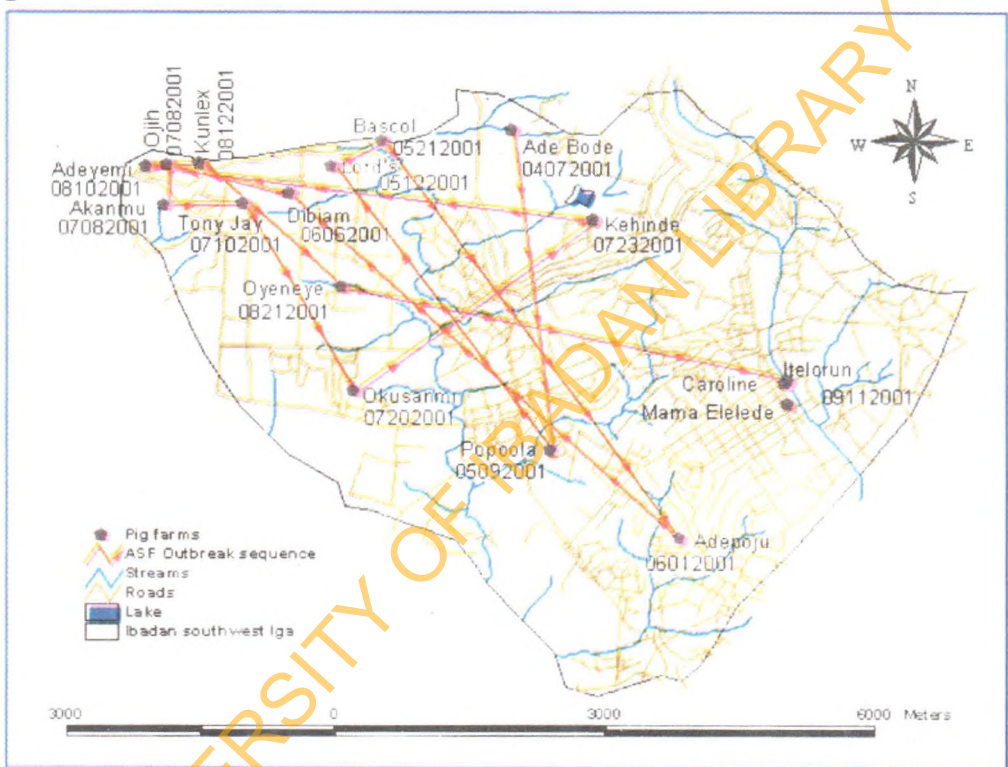 Ojih
07082001
Kunlex
08122001
Adeyemi
08102001
Akanmu
07082001
Tony Jay
07102001
Bascol
05212001
Lord's
05122001
Dibiam
06052001
Ade Bode
04072001
Kehinde
07232001
Oyeneye
08212001
Okusanmi
07202001
Popoola
05092001
Caroline
Itelorun
09112001
Mama Elelede
Adepoju
06012001
N
W
E
S
Pig farms
ASF Outbreak sequence
Streams
Roads
Lake
Ibadan southwest lga
3000 0 3000 6000 Meters
UNIVERSITY OF IBADAN LIBRARY